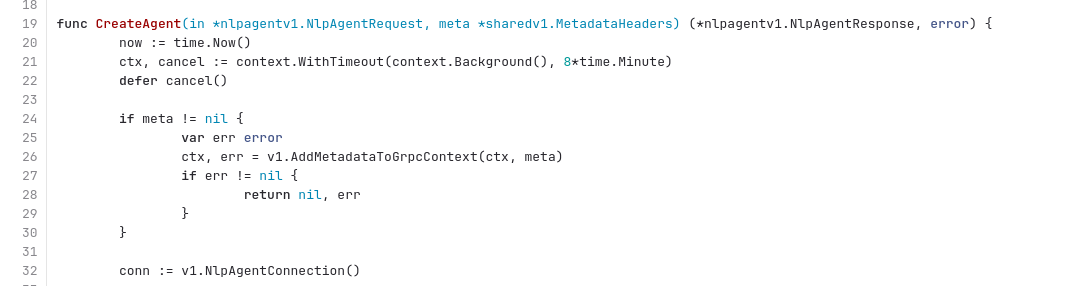 18
19 func CreateAgent(in *nlpagentv1.NlpAgentRequest, meta *sharedv1.MetadataHeaders) (*nlpagentv1.NlpAgentResponse, error) {
20 now := time.Now()
21 ctx, cancel := context.WithTimeout(context.Background(), 8*time.Minute)
22 defer cancel()
23
24 if meta != nil {
25 var err error
26 ctx, err = v1.AddMetadataToGrpcContext(ctx, meta)
27 if err != nil {
28 return nil, err
29 }
30 }
31
32 conn := v1.NlpAgentConnection()